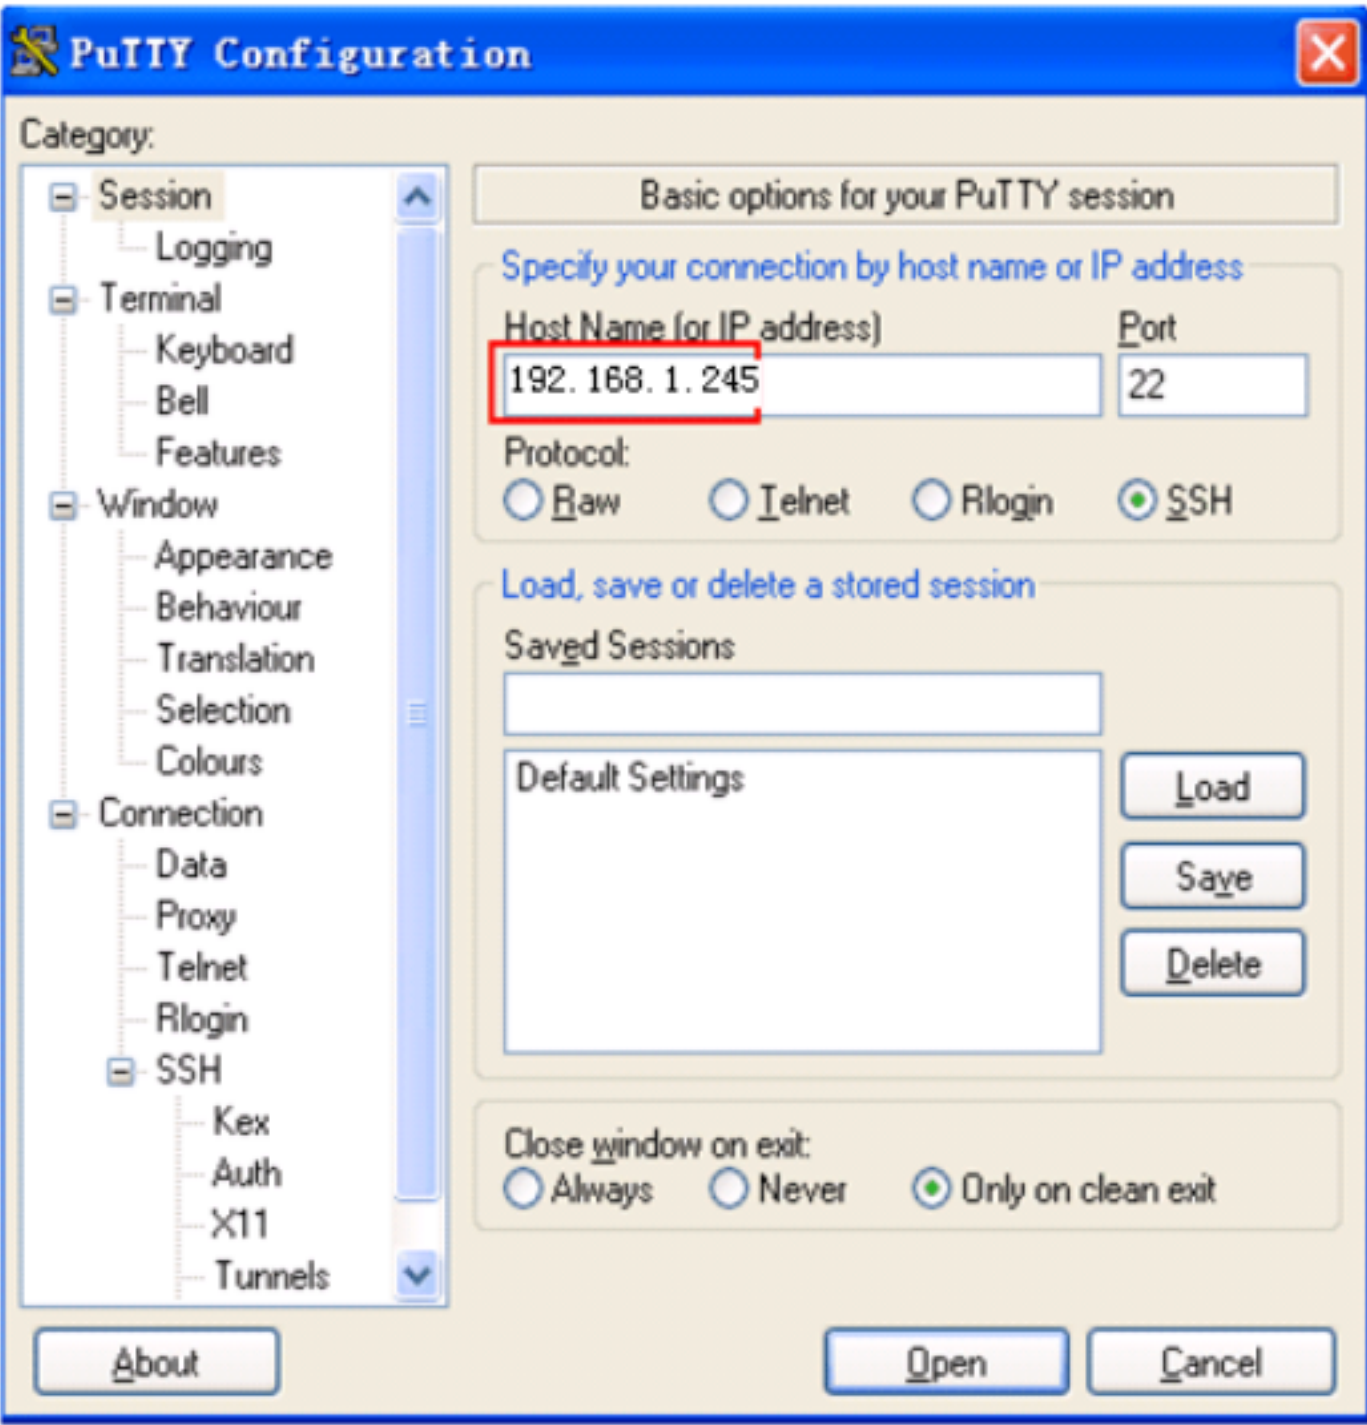 PuTTY Configuration
Category:
Session
Logging
Terminal
Keyboard
Bell
Features
Window
Appearance
Behaviour
Translation
Selection
Colours
Connection
Data
Proxy
Telnet
Rlogin
SSH
Kex
Auth
X11
Tunnels
Basic options for your PuTTY session
Specify your connection by host name or IP address
Host Name (or IP address) Port
192.168.1.245 22
Protocol:
Raw Telnet Rlogin SSH
Load, save or delete a stored session
Saved Sessions
Default Settings
Load
Save
Delete
Close window on exit:
Always Never Only on clean exit
About Open Cancel